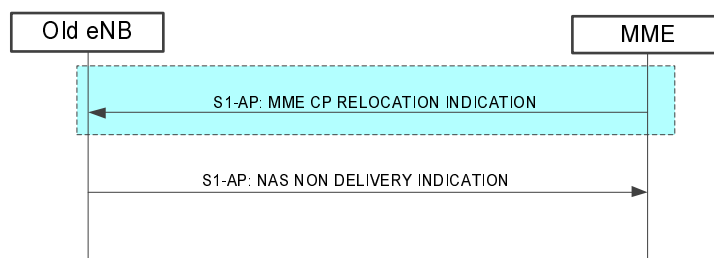 Old eNB
MME
S1-AP: MME CP RELOCATION INDICATION
S1-AP: NAS NON DELIVERY INDICATION